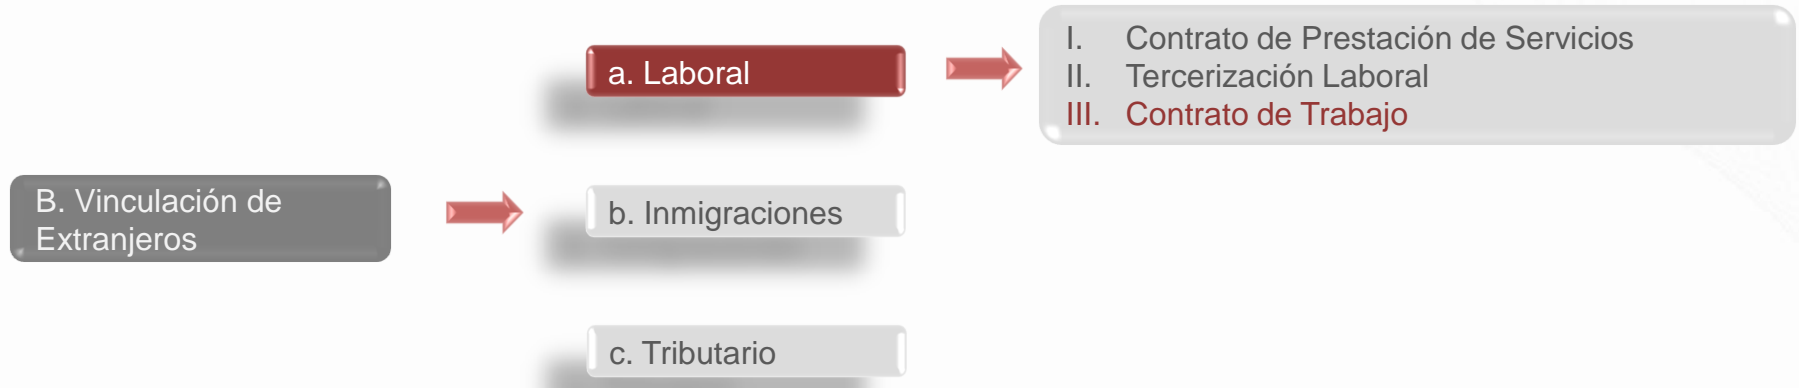 B. Vinculación de
Extranjeros
a. Laboral
I. Contrato de Prestación de Servicios
II. Tercerización Laboral
III. Contrato de Trabajo
b. Inmigraciones
c. Tributario